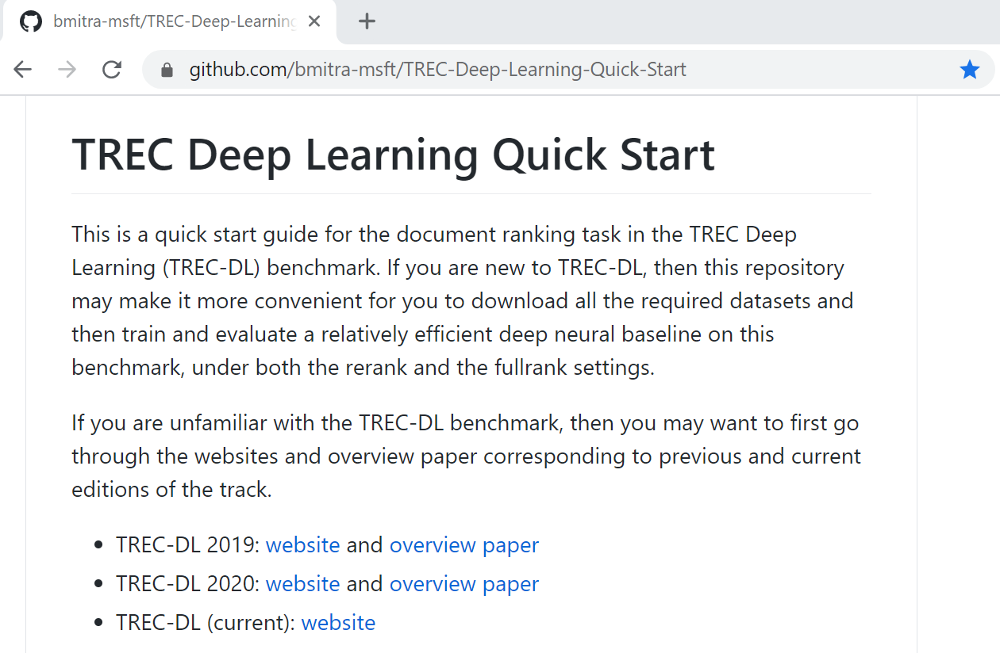 bmitra-msft/TREC-Deep-Learning
github.com/bmitra-msft/TREC-Deep-Learning-Quick-Start
TREC Deep Learning Quick Start
This is a quick start guide for the document ranking task in the TREC Deep
Learning (TREC-DL) benchmark. If you are new to TREC-DL, then this repository
may make it more convenient for you to download all the required datasets and
then train and evaluate a relatively efficient deep neural baseline on this
benchmark, under both the rerank and the fullrank settings.
If you are unfamiliar with the TREC-DL benchmark, then you may want to first go
through the websites and overview paper corresponding to previous and current
editions of the track.
• TREC-DL 2019: website and overview paper
• TREC-DL 2020: website and overview paper
• TREC-DL (current): website